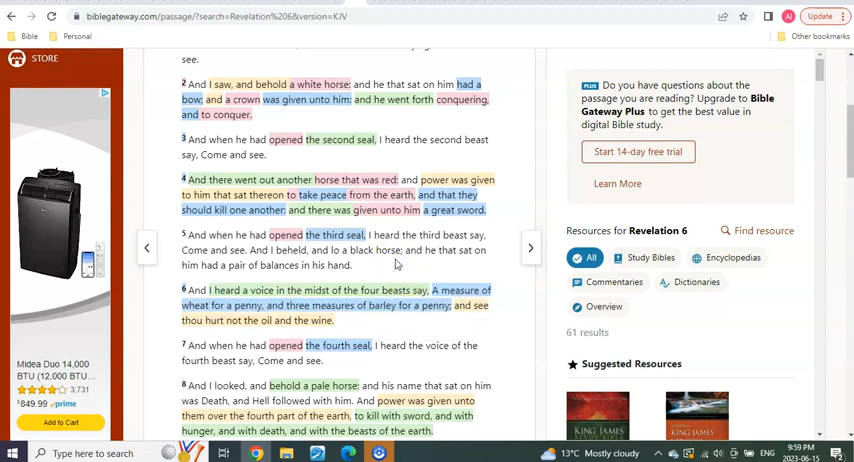 biblegateway.com/passage/?search=Revelation%206&version=KJV
AI
Update
Bible
Personal
Other bookmarks
STORE
Midea Duo 14,000
BTU (12,000 BTU…
3,731
$849.99 prime
Add to Cart
see.
2 And I saw, and behold a white horse: and he that sat on him had a
bow; and a crown was given unto him: and he went forth conquering,
and to conquer.
3 And when he had opened the second seal, I heard the second beast
say, Come and see.
4 And there went out another horse that was red: and power was given
to him that sat thereon to take peace from the earth, and that they
should kill one another: and there was given unto him a great sword.
5 And when he had opened the third seal, I heard the third beast say,
Come and see. And I beheld, and lo a black horse; and he that sat on
him had a pair of balances in his hand.
6 And I heard a voice in the midst of the four beasts say, A measure of
wheat for a penny, and three measures of barley for a penny; and see
thou hurt not the oil and the wine.
7 And when he had opened the fourth seal, I heard the voice of the
fourth beast say, Come and see.
8 And I looked, and behold a pale horse: and his name that sat on him
was Death, and Hell followed with him. And power was given unto
them over the fourth part of the earth, to kill with sword, and with
hunger, and with death, and with the beasts of the earth.
PLUS Do you have questions about the
passage you are reading? Upgrade to Bible
Gateway Plus to get the best value in
digital Bible study.
Start 14-day free trial
Learn More
Resources for Revelation 6
Find resource
All
Study Bibles
Encyclopedias
Commentaries
Dictionaries
Overview
61 results
Suggested Resources
KING JAMES
KING JAMES
Type here to search
13°C Mostly cloudy
ENG
9:59 PM
2023-06-15
2